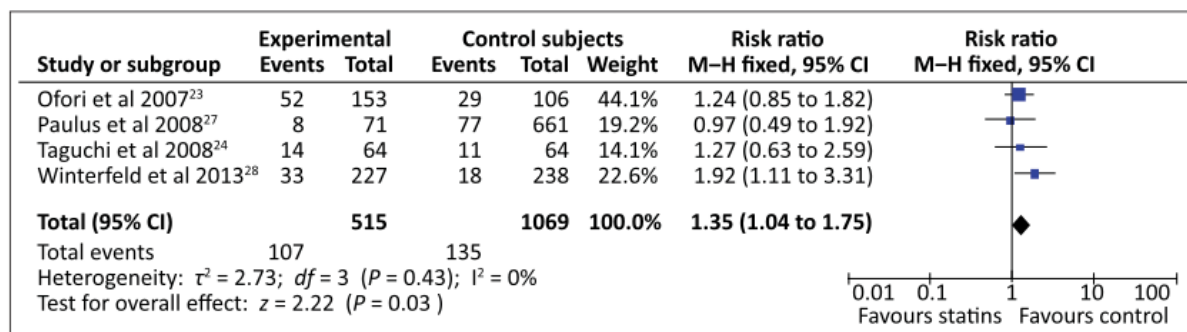 Experimental Control subjects Risk ratio Risk ratio
Study or subgroup Events Total Events Total Weight M–H fixed, 95% CI M–H fixed, 95% CI
Ofori et al 2007²³ 52 153 29 106 44.1% 1.24 (0.85 to 1.82)
Paulus et al 2008²⁷ 8 71 77 661 19.2% 0.97 (0.49 to 1.92)
Taguchi et al 2008²⁴ 14 64 11 64 14.1% 1.27 (0.63 to 2.59)
Winterfeld et al 2013²⁸ 33 227 18 238 22.6% 1.92 (1.11 to 3.31)
Total (95% CI) 515 1069 100.0% 1.35 (1.04 to 1.75)
Total events 107 135
Heterogeneity: τ² = 2.73; df = 3 (P = 0.43); I² = 0%
Test for overall effect: z = 2.22 (P = 0.03 )
0.01 0.1 1 10 100
Favours statins Favours control